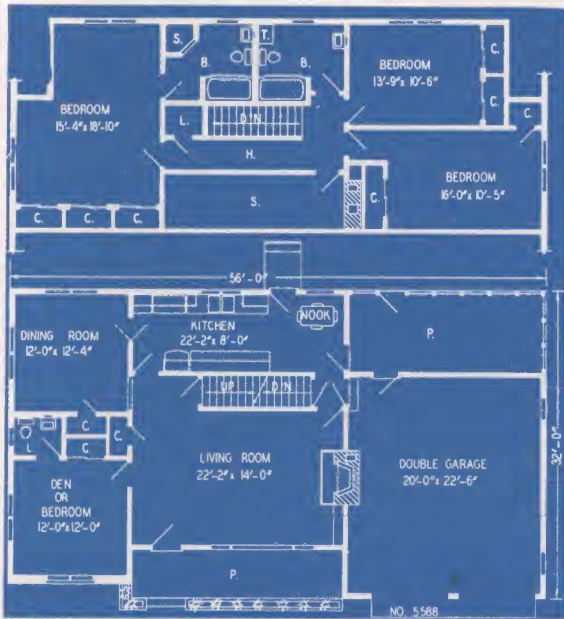 S.
T.
C.
B.
B.
BEDROOM
13'-9" x 10'-6"
BEDROOM
15'-4" x 18'-10"
C.
L.
D'N
C.
H.
BEDROOM
16'-0" x 10'-5"
S.
C.
C.
C.
C.
56'-0"
NOOK
KITCHEN
22'-2" x 8'-0"
DINING ROOM
12'-0" x 12'-4"
P.
UP
D'N
C.
C.
C.
L.
LIVING ROOM
22'-2" x 14'-0"
DOUBLE GARAGE
20'-0" x 22'-6"
32'-0"
DEN
OR
BEDROOM
12'-0" x 12'-0"
P.
NO. 5588